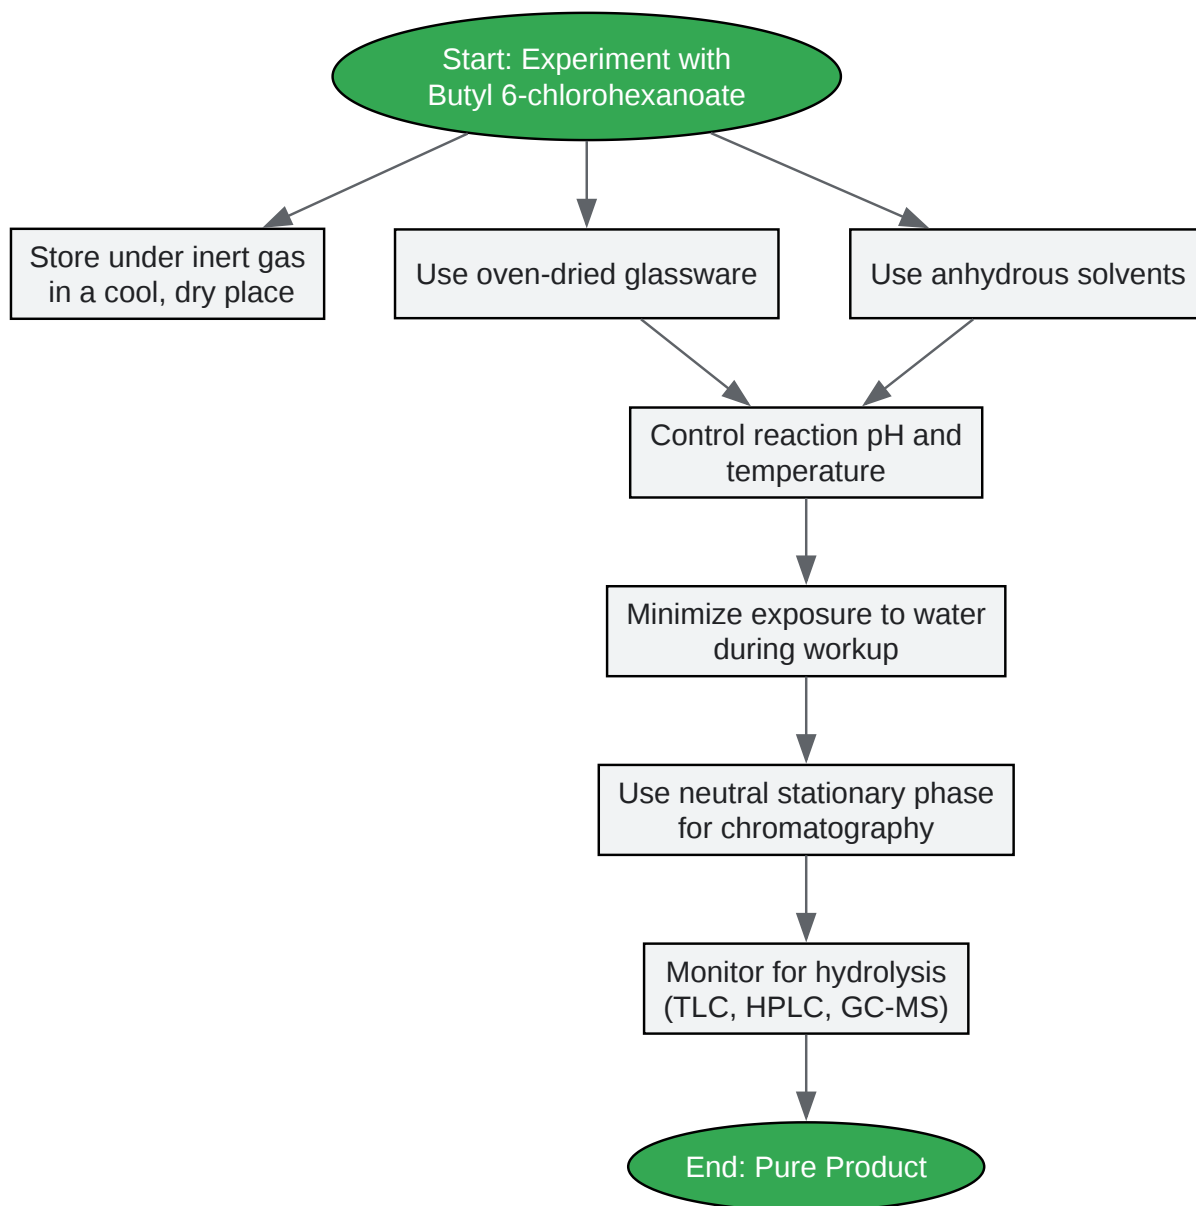 Start: Experiment with
Butyl 6-chlorohexanoate
Store under inert gas
in a cool, dry place
Use oven-dried glassware
Use anhydrous solvents
Control reaction pH and
temperature
Minimize exposure to water
during workup
Use neutral stationary phase
for chromatography
Monitor for hydrolysis
(TLC, HPLC, GC-MS)
End: Pure Product